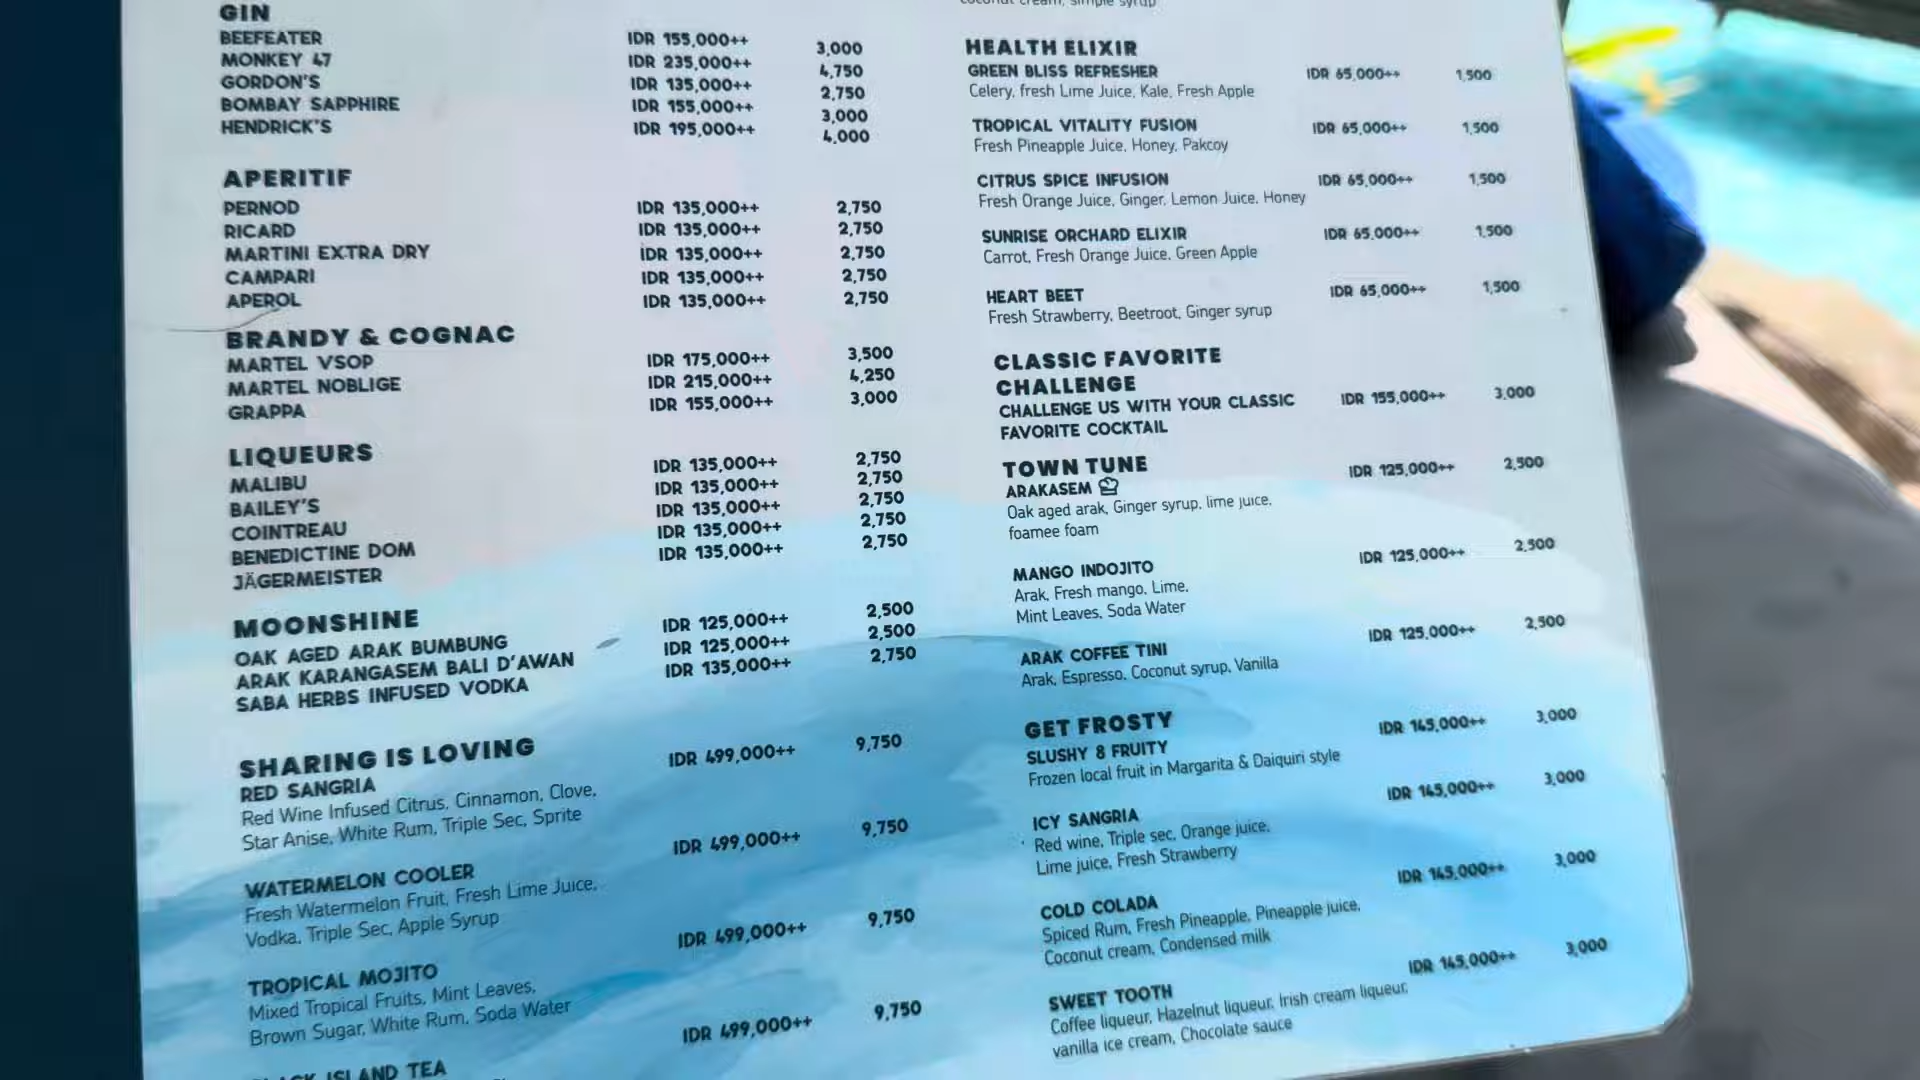 GIN
BEEFEATER IDR 155,000++ 3,000
MONKEY 47 IDR 235,000++ 4,750
GORDON'S IDR 135,000++ 2,750
BOMBAY SAPPHIRE IDR 155,000++ 3,000
HENDRICK'S IDR 195,000++ 4,000
APERITIF
PERNOD IDR 135,000++ 2,750
RICARD IDR 135,000++ 2,750
MARTINI EXTRA DRY IDR 135,000++ 2,750
CAMPARI IDR 135,000++ 2,750
APEROL IDR 135,000++ 2,750
BRANDY & COGNAC
MARTEL VSOP IDR 175,000++ 3,500
MARTEL NOBLIGE IDR 215,000++ 4,250
GRAPPA IDR 155,000++ 3,000
LIQUEURS
MALIBU IDR 135,000++ 2,750
BAILEY'S IDR 135,000++ 2,750
COINTREAU IDR 135,000++ 2,750
BENEDICTINE DOM IDR 135,000++ 2,750
JÄGERMEISTER IDR 135,000++ 2,750
MOONSHINE
OAK AGED ARAK BUMBUNG IDR 125,000++ 2,500
ARAK KARANGASEM BALI D'AWAN IDR 125,000++ 2,500
SABA HERBS INFUSED VODKA IDR 135,000++ 2,750
SHARING IS LOVING
RED SANGRIA IDR 499,000++ 9,750
Red Wine Infused Citrus, Cinnamon, Clove,
Star Anise, White Rum, Triple Sec, Sprite
WATERMELON COOLER IDR 499,000++ 9,750
Fresh Watermelon Fruit, Fresh Lime Juice,
Vodka, Triple Sec, Apple Syrup
TROPICAL MOJITO IDR 499,000++ 9,750
Mixed Tropical Fruits, Mint Leaves,
Brown Sugar, White Rum, Soda Water
ISLAND TEA IDR 499,000++ 9,750
coconut cream, simple syrup
HEALTH ELIXIR
GREEN BLISS REFRESHER IDR 65,000++ 1,500
Celery, fresh Lime Juice, Kale, Fresh Apple
TROPICAL VITALITY FUSION IDR 65,000++ 1,500
Fresh Pineapple Juice, Honey, Pakcoy
CITRUS SPICE INFUSION IDR 65,000++ 1,500
Fresh Orange Juice, Ginger, Lemon Juice, Honey
SUNRISE ORCHARD ELIXIR IDR 65,000++ 1,500
Carrot, Fresh Orange Juice, Green Apple
HEART BEET IDR 65,000++ 1,500
Fresh Strawberry, Beetroot, Ginger syrup
CLASSIC FAVORITE
CHALLENGE
CHALLENGE US WITH YOUR CLASSIC IDR 155,000++ 3,000
FAVORITE COCKTAIL
TOWN TUNE
ARAKASEM IDR 125,000++ 2,500
Oak aged arak, Ginger syrup, lime juice,
foamee foam
MANGO INDOJITO IDR 125,000++ 2,500
Arak, Fresh mango, Lime,
Mint Leaves, Soda Water
ARAK COFFEE TINI IDR 125,000++ 2,500
Arak, Espresso, Coconut syrup, Vanilla
GET FROSTY
SLUSHY 8 FRUITY IDR 145,000++ 3,000
Frozen local fruit in Margarita & Daiquiri style
ICY SANGRIA IDR 145,000++ 3,000
Red wine, Triple sec, Orange juice,
Lime juice, Fresh Strawberry
COLD COLADA IDR 145,000++ 3,000
Spiced Rum, Fresh Pineapple, Pineapple juice,
Coconut cream, Condensed milk
SWEET TOOTH IDR 145,000++ 3,000
Coffee liqueur, Hazelnut liqueur, Irish cream liqueur,
vanilla ice cream, Chocolate sauce